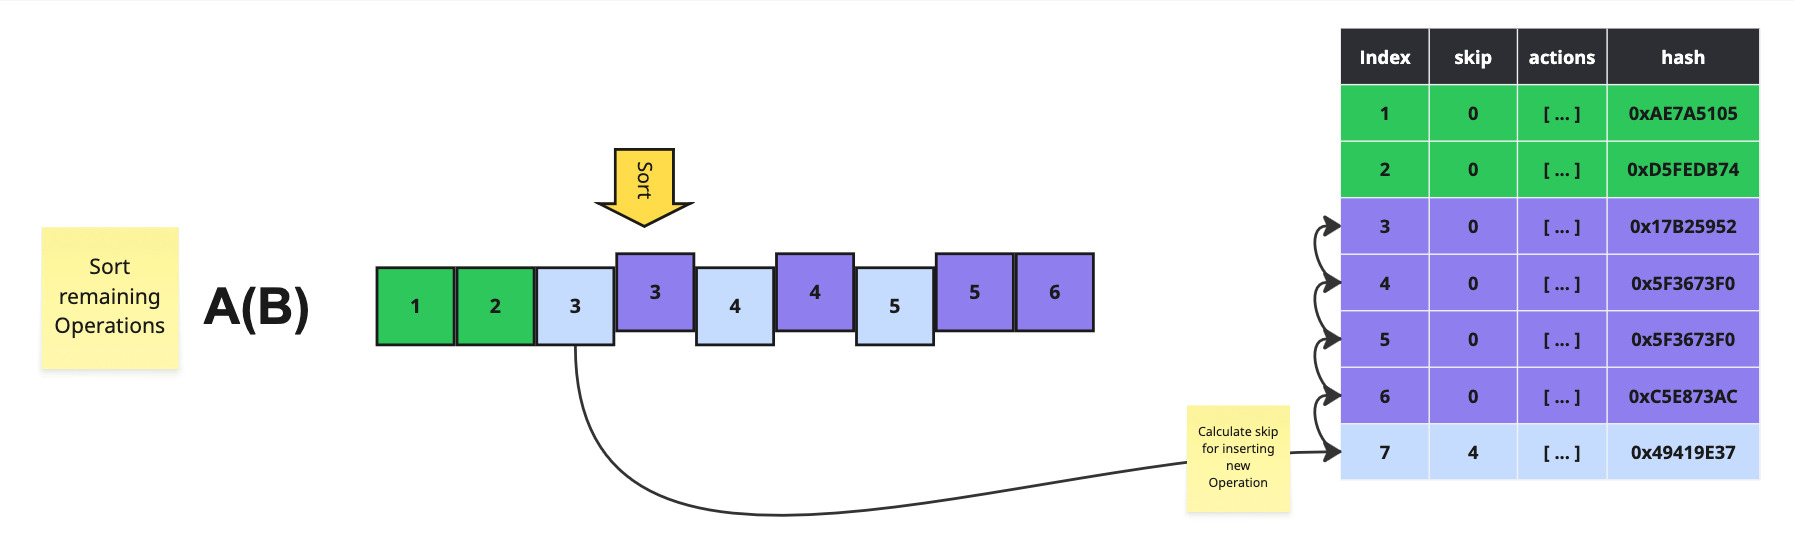 Sort
remaining
Operations
A(B)
Sort
1 2 3 3 4 4 5 5 6
Calculate skip
for inserting
new
Operation
Index skip actions hash
1 0 [ ... ] 0xAE7A5105
2 0 [ ... ] 0xD5FEDB74
3 0 [ ... ] 0x17B25952
4 0 [ ... ] 0x5F3673F0
5 0 [ ... ] 0x5F3673F0
6 0 [ ... ] 0xC5E873AC
7 4 [ ... ] 0x49419E37